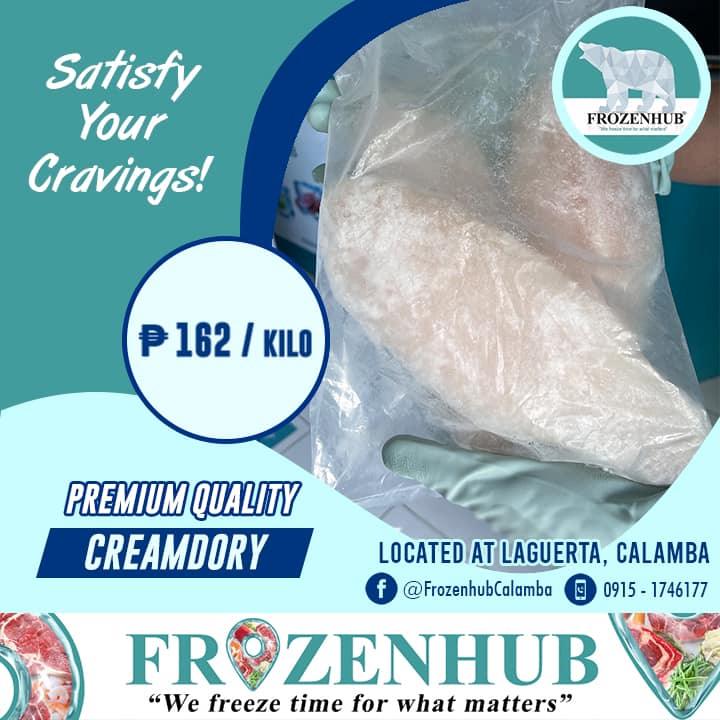 Satisfy
Your
Cravings!
FROZENHUB
"We freeze time for what matters"
₱ 162 / KILO
PREMIUM QUALITY
CREAMDORY
LOCATED AT LAGUERTA, CALAMBA
@FrozenhubCalamba 0915 - 1746177
FROZENHUB
"We freeze time for what matters"